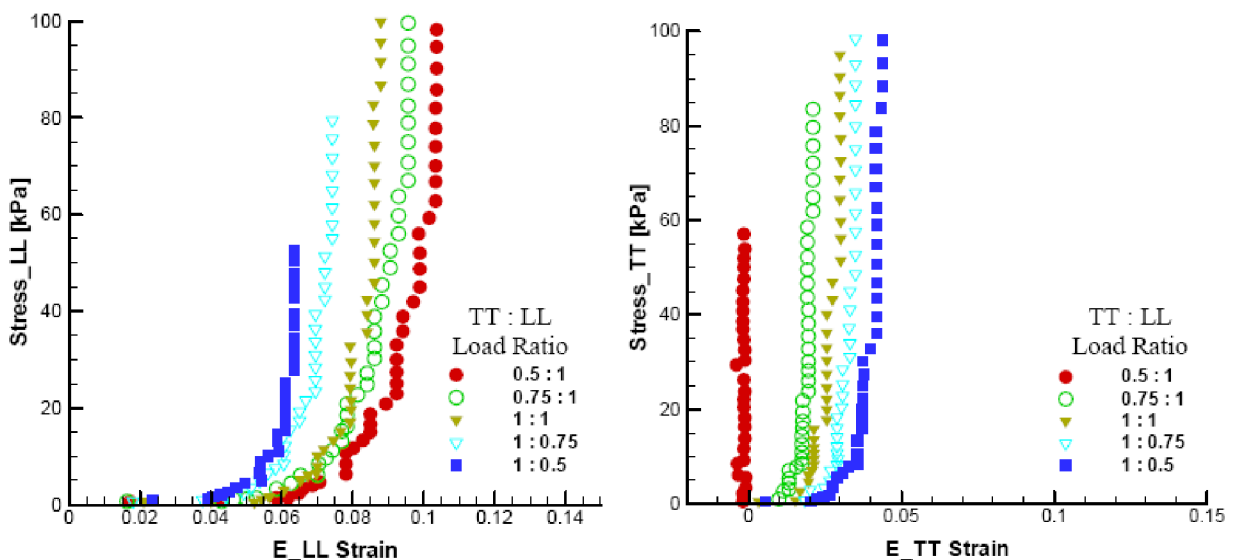 100
80
60
40
20
0
Stress_LL [kPa]
0
0.02
0.04
0.06
0.08
0.1
0.12
0.14
E_LL Strain
TT : LL
Load Ratio
0.5 : 1
0.75 : 1
1 : 1
1 : 0.75
1 : 0.5
100
80
60
40
20
0
Stress_TT [kPa]
0
0.05
0.1
0.15
E_TT Strain
TT : LL
Load Ratio
0.5 : 1
0.75 : 1
1 : 1
1 : 0.75
1 : 0.5